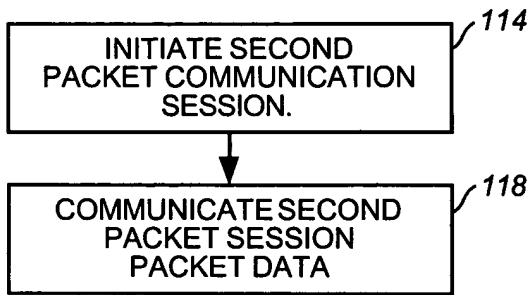 114
INITIATE SECOND
PACKET COMMUNICATION
SESSION.
118
COMMUNICATE SECOND
PACKET SESSION
PACKET DATA